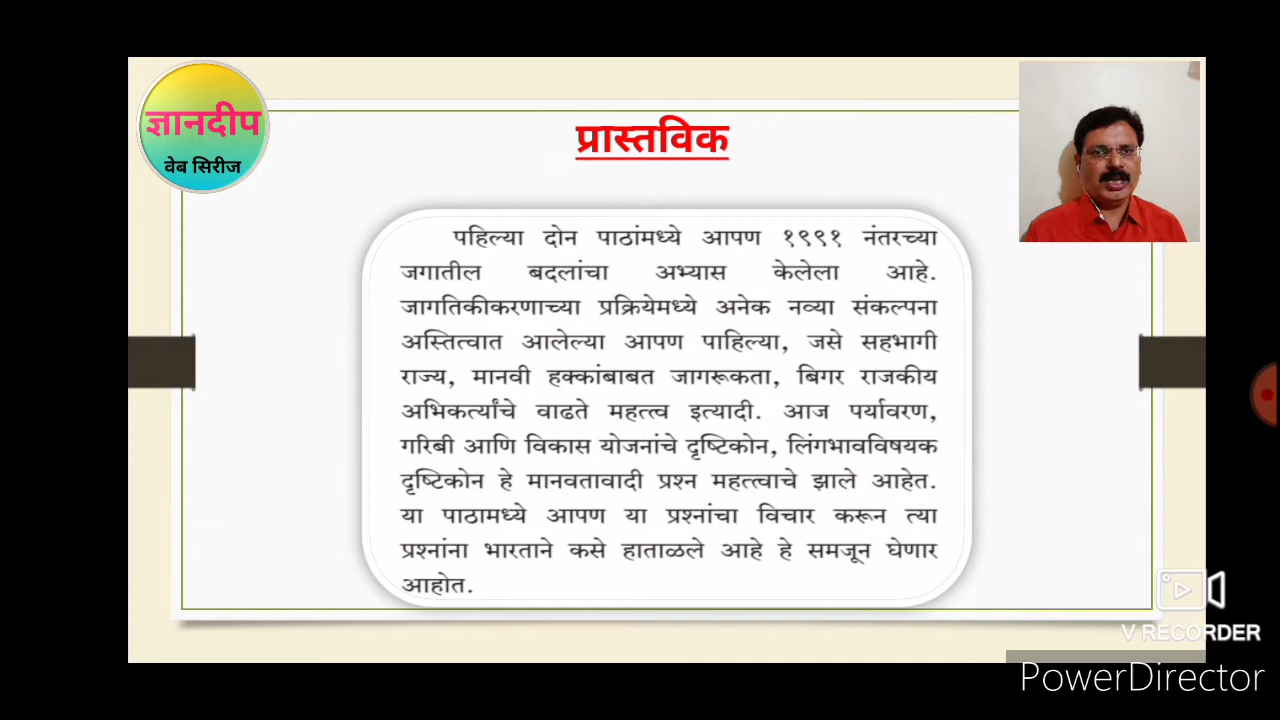 ज्ञानदीप
वेब सिरीज
प्रास्तविक
पहिल्या दोन पाठांमध्ये आपण १९९१ नंतरच्या
जगातील बदलांचा अभ्यास केलेला आहे.
जागतिकीकरणाच्या प्रक्रियेमध्ये अनेक नव्या संकल्पना
अस्तित्वात आलेल्या आपण पाहिल्या, जसे सहभागी
राज्य, मानवी हक्कांबाबत जागरूकता, बिगर राजकीय
अभिकर्त्यांचे वाढते महत्त्व इत्यादी. आज पर्यावरण,
गरिबी आणि विकास योजनांचे दृष्टिकोन, लिंगभावविषयक
दृष्टिकोन हे मानवतावादी प्रश्न महत्त्वाचे झाले आहेत.
या पाठामध्ये आपण या प्रश्नांचा विचार करून त्या
प्रश्नांना भारताने कसे हाताळले आहे हे समजून घेणार
आहोत.
V RECORDER
PowerDirector